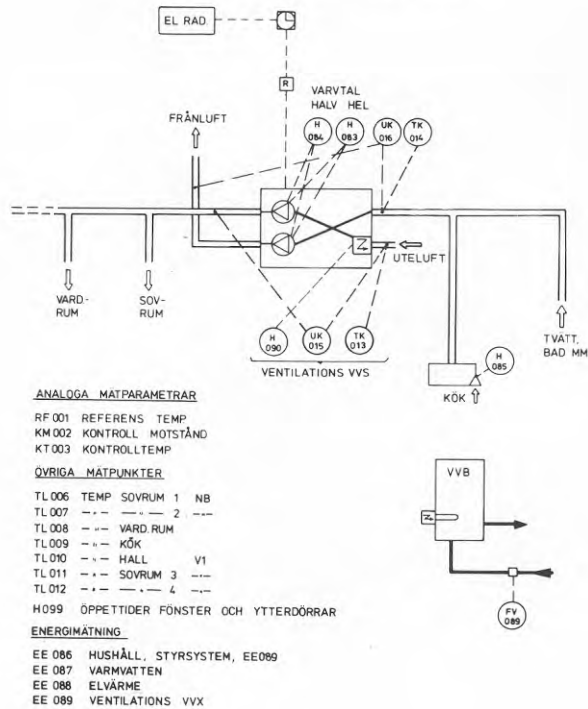 EL RAD.
R
VARVTAL
HALV HEL
FRÅNLUFT
H
084
H
083
UK
016
TK
014
UTELUFT
VARD.-
RUM
SOV-
RUM
H
090
UK
015
TK
013
VENTILATIONS VVS
H
085
KÖK
TVÄTT,
BAD MM
ANALOGA MÄTPARAMETRAR
RF 001 REFERENS TEMP
KM 002 KONTROLL MOTSTÅND
KT 003 KONTROLLTEMP
ÖVRIGA MÄTPUNKTER
TL 006 TEMP SOVRUM 1 NB
TL 007 -"- -"- 2 -"-
TL 008 -"- VARD. RUM
TL 009 -"- KÖK
TL 010 -"- HALL V1
TL 011 -"- SOVRUM 3 -"-
TL 012 -"- -"- 4 -"-
H 099 ÖPPETTIDER FÖNSTER OCH YTTERDÖRRAR
ENERGIMÄTNING
EE 086 HUSHÅLL, STYRSYSTEM, EE089
EE 087 VARMVATTEN
EE 088 ELVÄRME
EE 089 VENTILATIONS VVX
VVB
FV
089